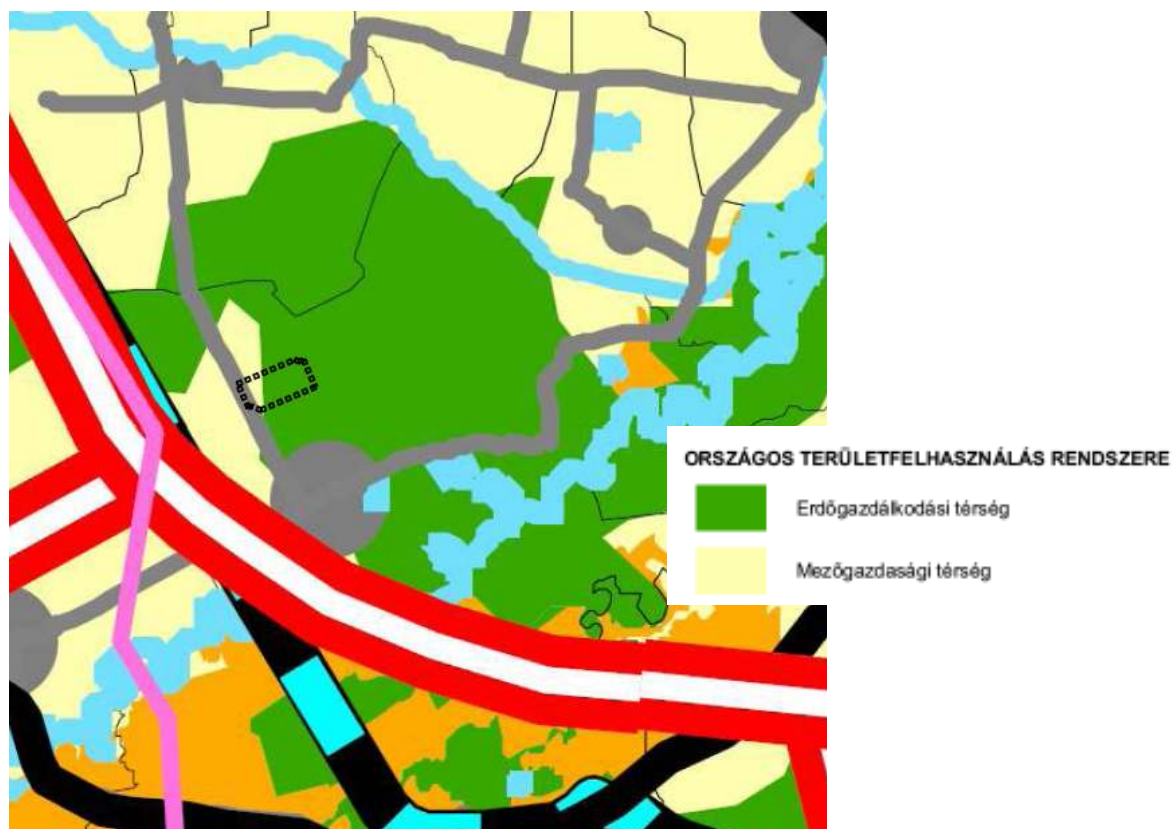 ORSZÁGOS TERÜLETFELHASZNÁLÁS RENDSZERE
Erdőgazdálkodási térség
Mezőgazdasági térség